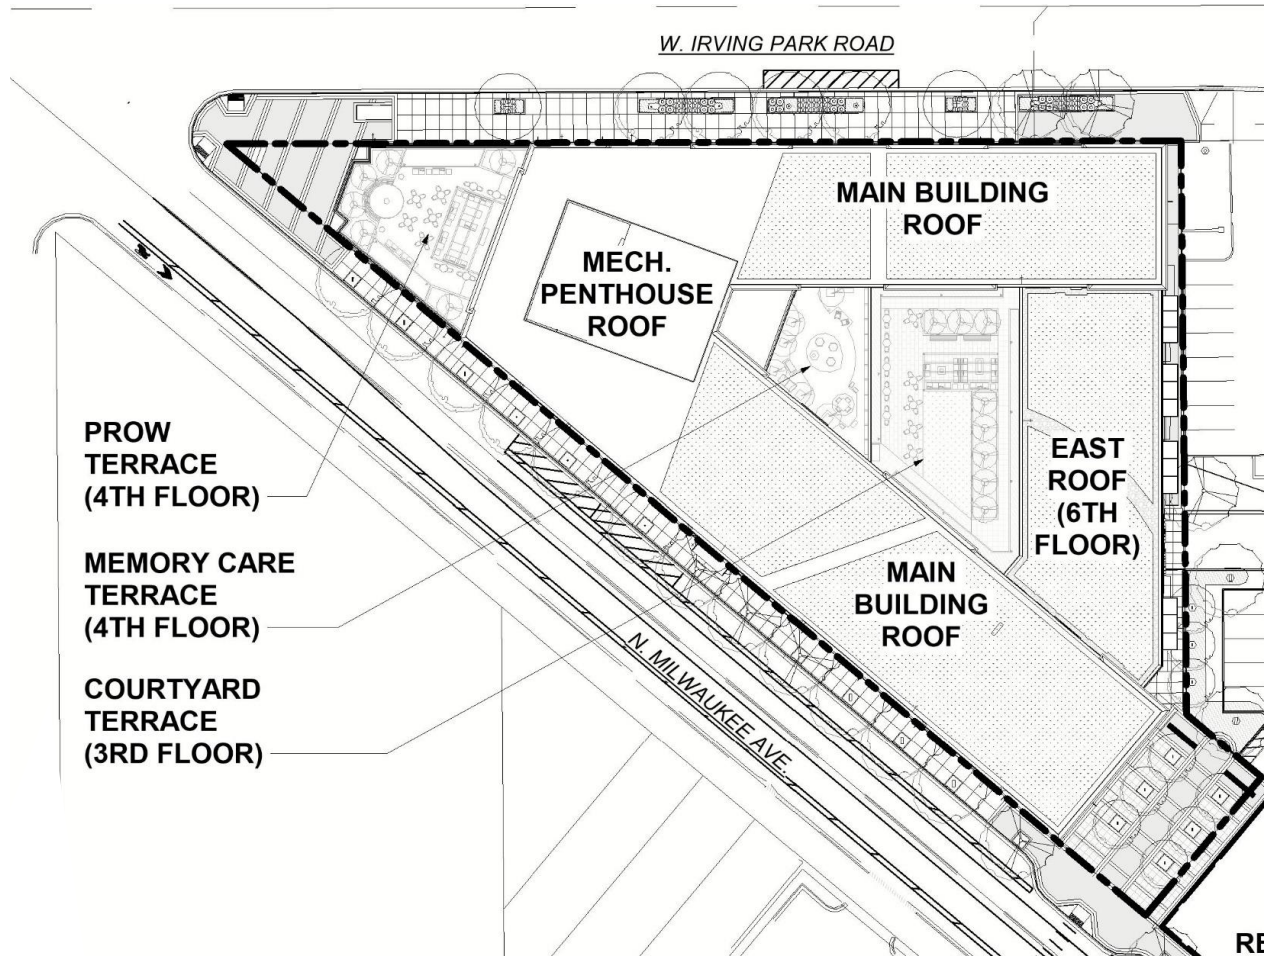 W. IRVING PARK ROAD
MAIN BUILDING
ROOF
MECH.
PENTHOUSE
ROOF
PROW
TERRACE
(4TH FLOOR)
EAST
ROOF
(6TH
FLOOR)
MEMORY CARE
TERRACE
(4TH FLOOR)
MAIN
BUILDING
ROOF
COURTYARD
TERRACE
(3RD FLOOR)
N. MILWAUKEE AVE.
RE